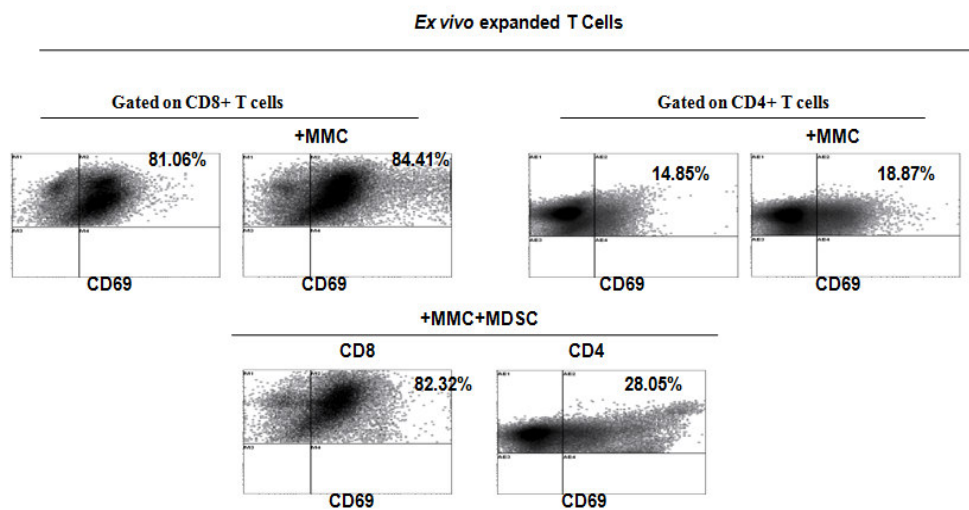 Ex vivo expanded T Cells
Gated on CD8+ T cells
Gated on CD4+ T cells
+MMC
+MMC
81.06%
84.41%
14.85%
18.87%
CD69
CD69
CD69
CD69
+MMC+MDSC
CD8
CD4
82.32%
28.05%
CD69
CD69